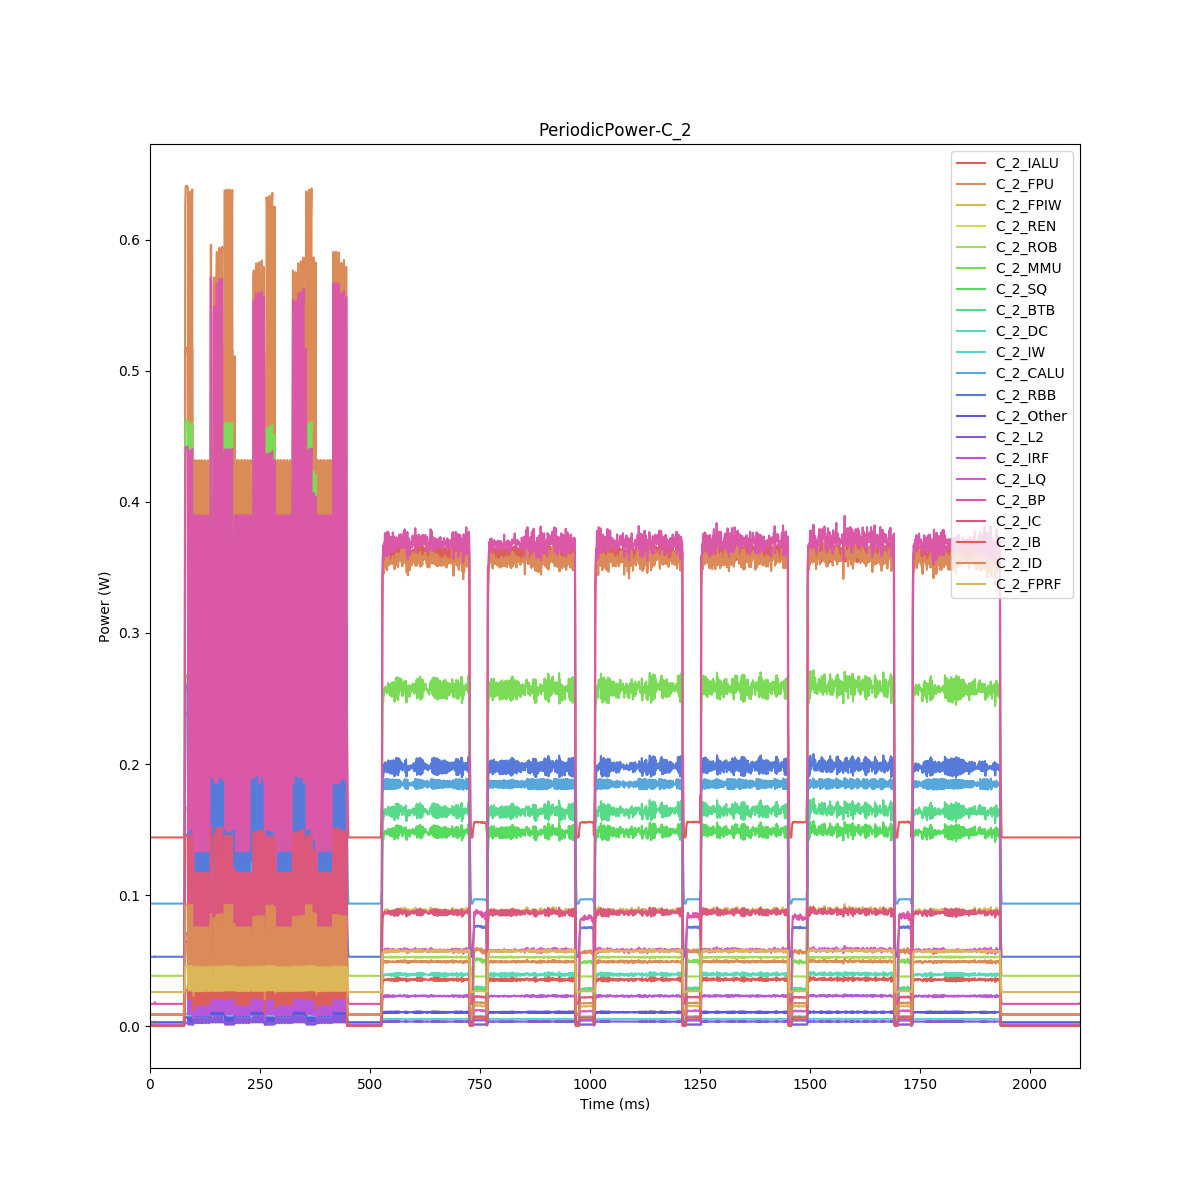 PeriodicPower-C_2
C_2_IALU
C_2_FPU
C_2_FPIW
C_2_REN
C_2_ROB
C_2_MMU
C_2_SQ
C_2_BTB
C_2_DC
C_2_IW
C_2_CALU
C_2_RBB
C_2_Other
C_2_L2
C_2_IRF
C_2_LQ
C_2_BP
C_2_IC
C_2_IB
C_2_ID
C_2_FPRF
Power (W)
0.6
0.5
0.4
0.3
0.2
0.1
0.0
0 250 500 750 1000 1250 1500 1750 2000
Time (ms)